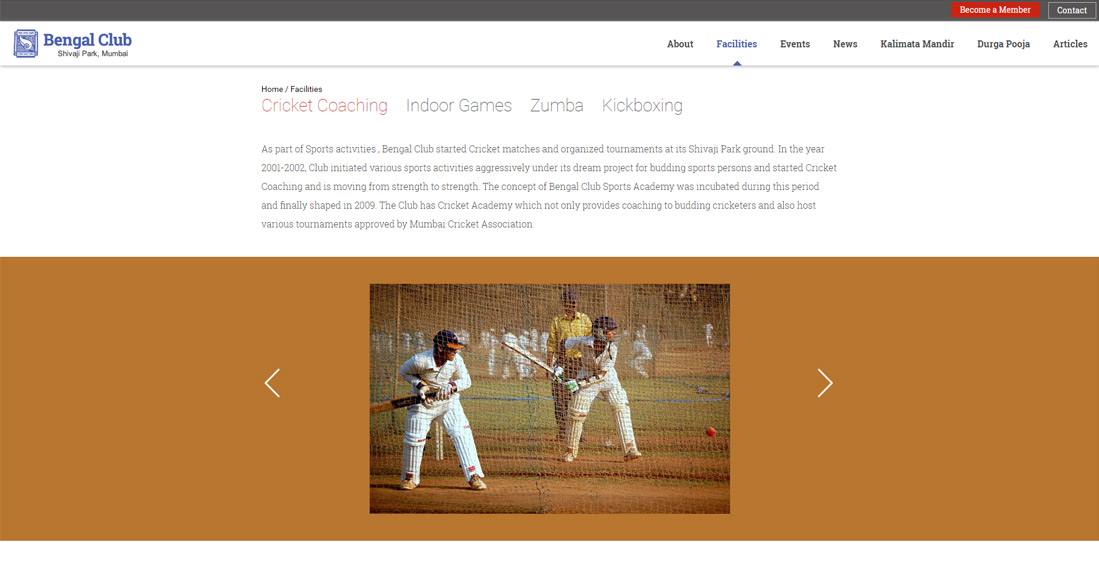 Become a Member
Contact
Bengal Club
Shivaji Park, Mumbai
About
Facilities
Events
News
Kalimata Mandir
Durga Pooja
Articles
Home / Facilities
Cricket Coaching
Indoor Games
Zumba
Kickboxing
As part of Sports activities , Bengal Club started Cricket matches and organized tournaments at its Shivaji Park ground. In the year
2001-2002, Club initiated various sports activities aggressively under its dream project for budding sports persons and started Cricket
Coaching and is moving from strength to strength. The concept of Bengal Club Sports Academy was incubated during this period
and finally shaped in 2009. The Club has Cricket Academy which not only provides coaching to budding cricketers and also host
various tournaments approved by Mumbai Cricket Association.